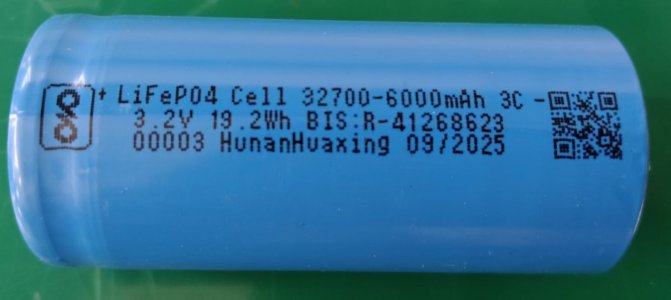 + LiFePO4 Cell 32700-6000mAh 3C -
3.2V 19.2Wh BIS:R-41268623
00003 HunanHuaxing 09/2025